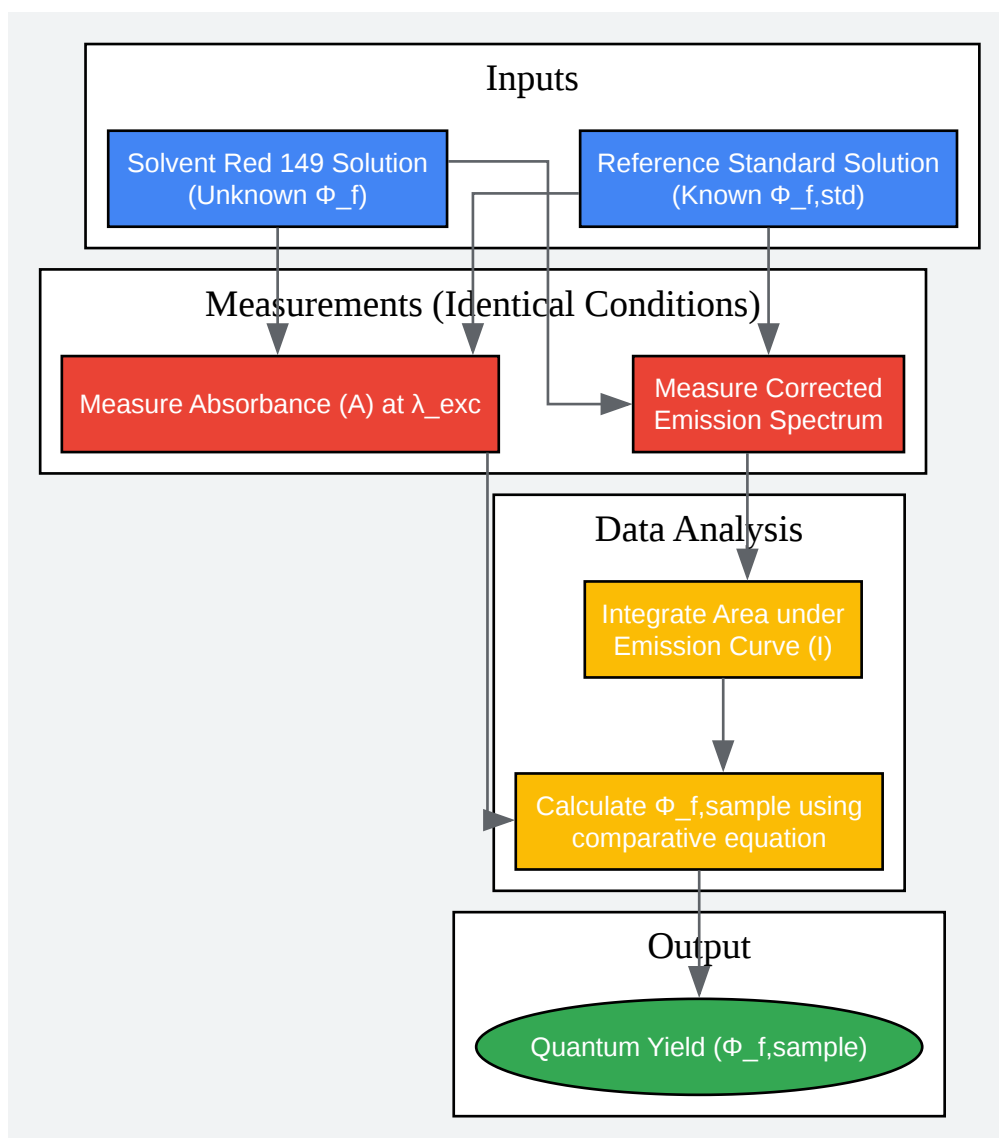 Inputs
Solvent Red 149 Solution
(Unknown Φ_f)
Reference Standard Solution
(Known Φ_f,std)
Measurements (Identical Conditions)
Measure Absorbance (A) at λ_exc
Measure Corrected
Emission Spectrum
Data Analysis
Integrate Area under
Emission Curve (I)
Calculate Φ_f,sample using
comparative equation
Output
Quantum Yield (Φ_f,sample)